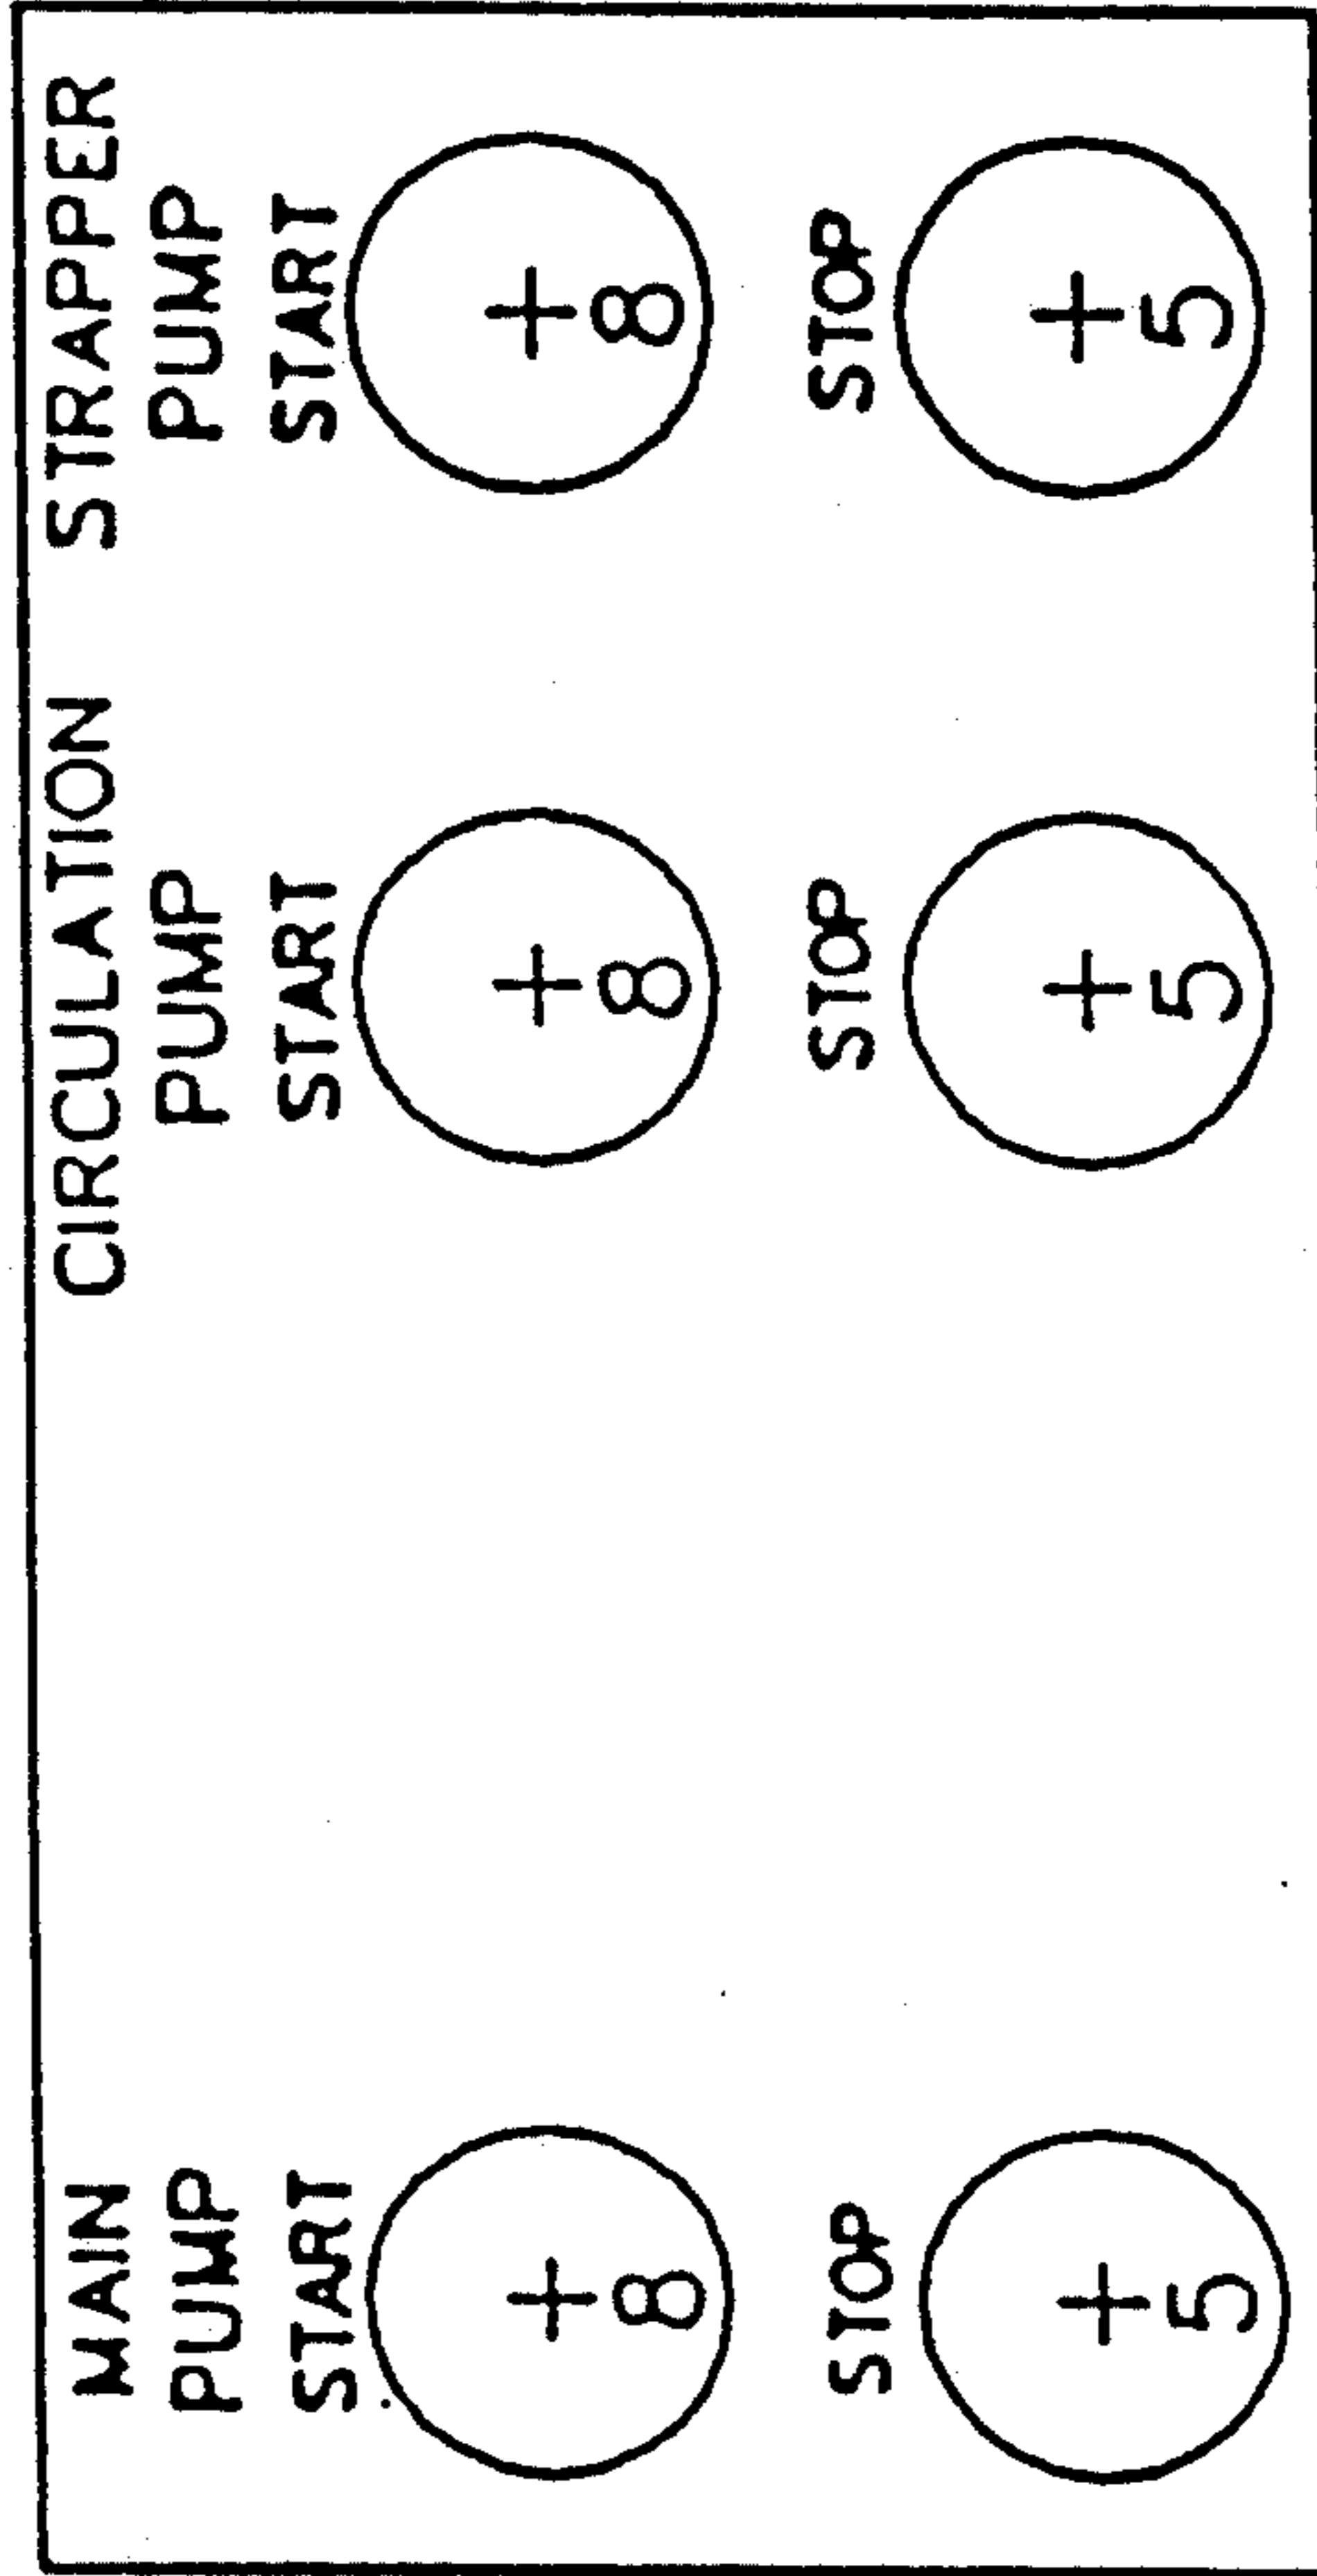 MAIN CIRCULATION STRAPPER
PUMP PUMP PUMP
START START START
8 8 8
STOP STOP STOP
5 5 5